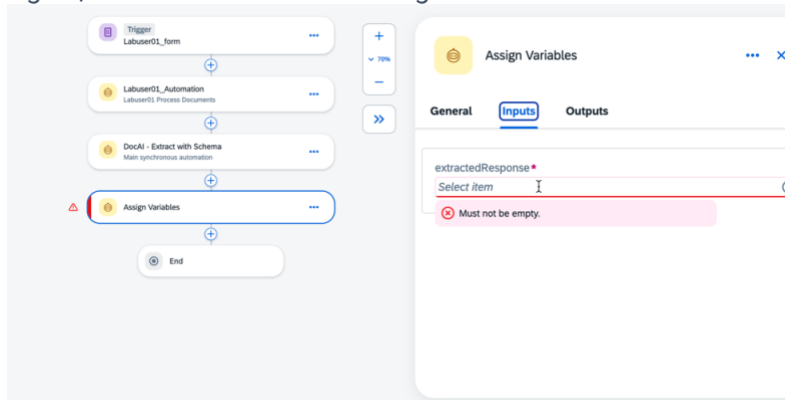 Trigger
Labuser01_form
Labuser01_Automation
Labuser01 Process Documents
DocAI - Extract with Schema
Main synchronous automation
Assign Variables
End
70%
Assign Variables
General Inputs Outputs
extractedResponse*
Select item
Must not be empty.